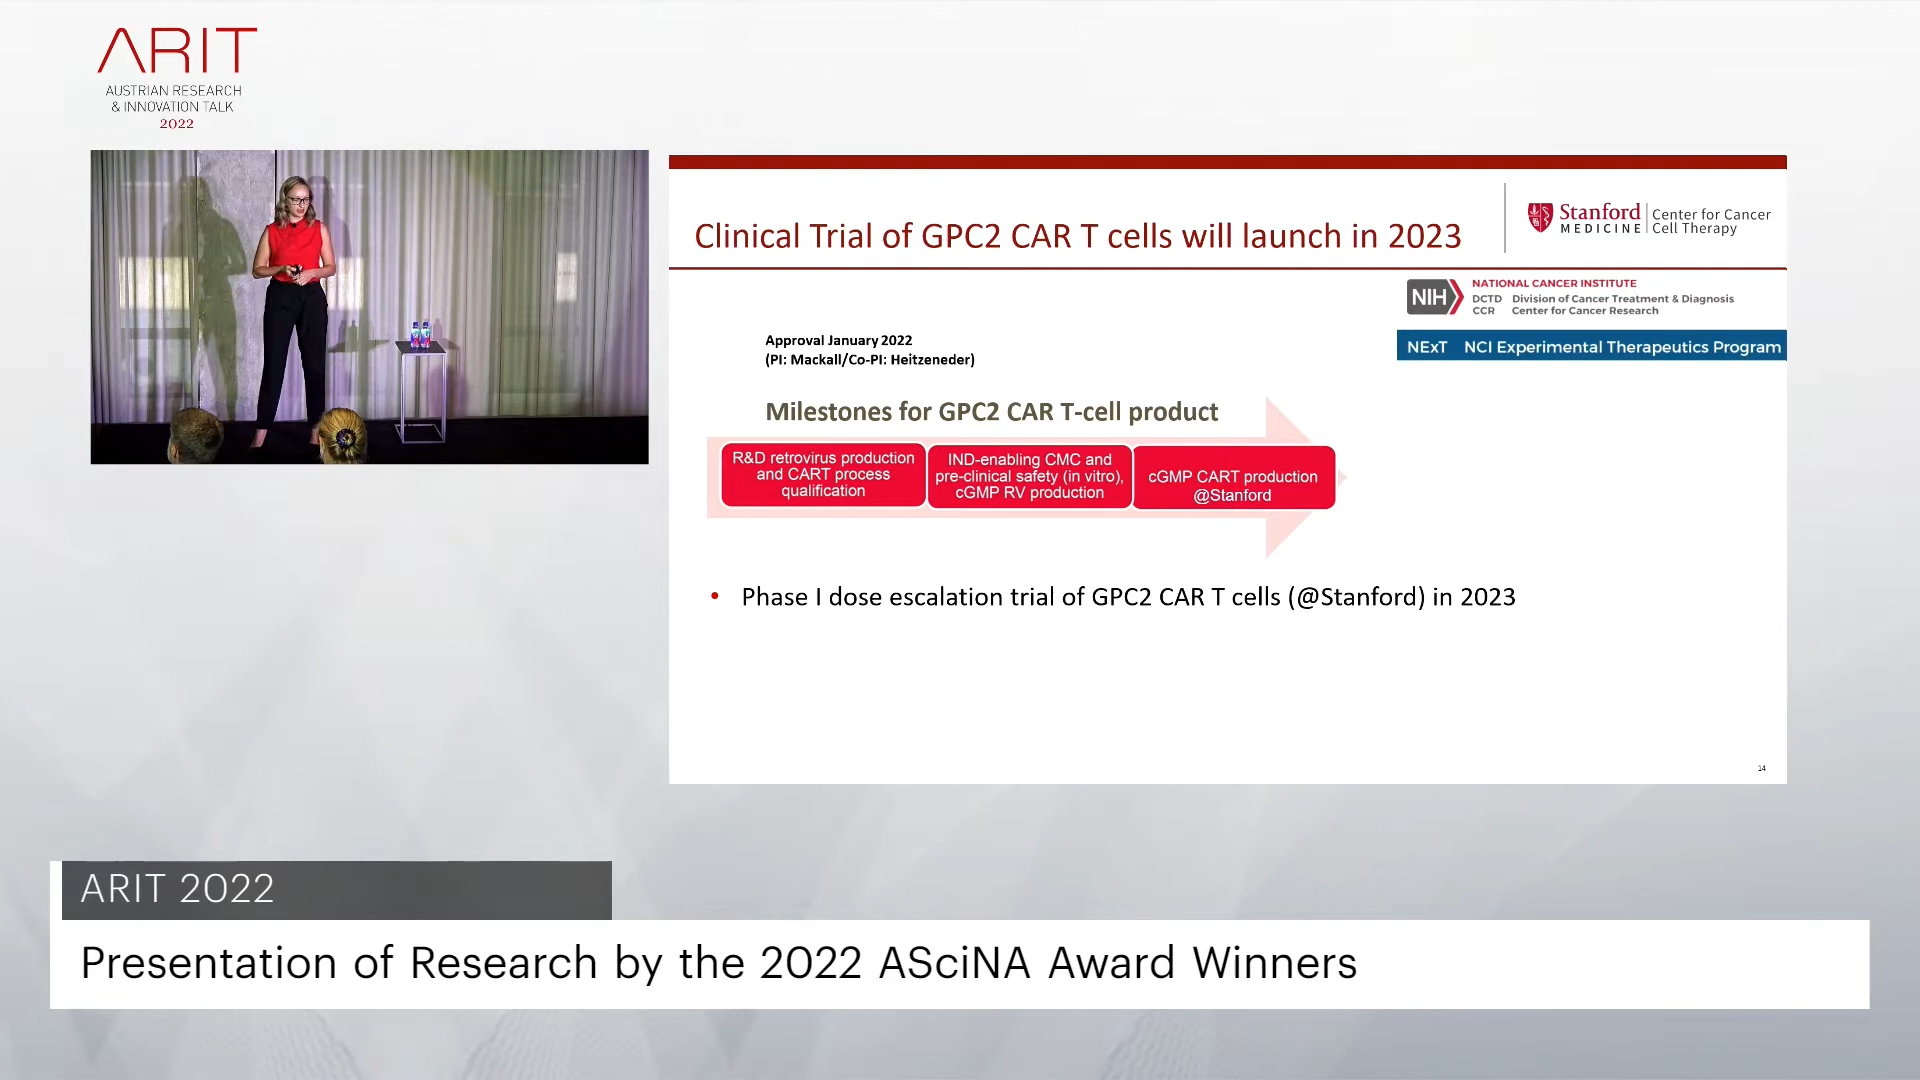 ARIT
AUSTRIAN RESEARCH
& INNOVATION TALK
2022
Clinical Trial of GPC2 CAR T cells will launch in 2023
Stanford
MEDICINE
Center for Cancer
Cell Therapy
NIH
NATIONAL CANCER INSTITUTE
DCTD Division of Cancer Treatment & Diagnosis
CCR Center for Cancer Research
NExT NCI Experimental Therapeutics Program
Approval January 2022
(PI: Mackall/Co-PI: Heitzeneder)
Milestones for GPC2 CAR T-cell product
R&D retrovirus production
and CART process
qualification
IND-enabling CMC and
pre-clinical safety (in vitro),
cGMP RV production
cGMP CART production
@Stanford
• Phase I dose escalation trial of GPC2 CAR T cells (@Stanford) in 2023
14
ARIT 2022
Presentation of Research by the 2022 ASciNA Award Winners